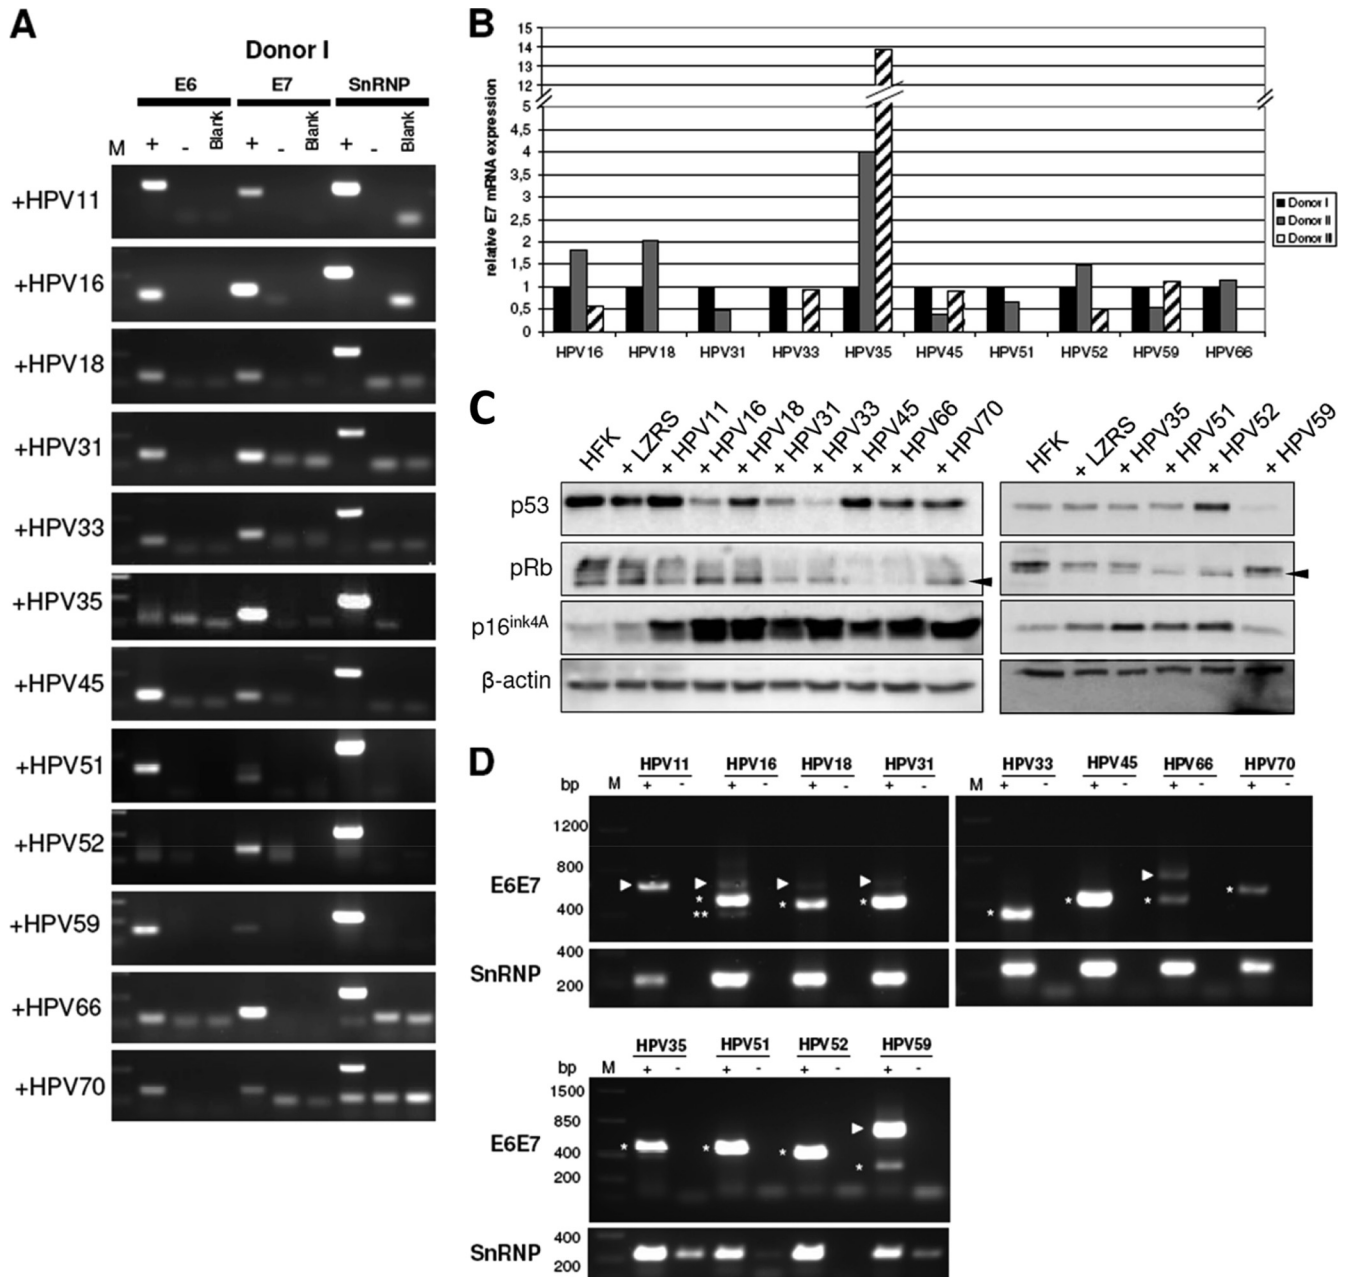 A
Donor I
E6 E7 SnRNP
M + - Blank + - Blank + - Blank
+HPV11
+HPV16
+HPV18
+HPV31
+HPV33
+HPV35
+HPV45
+HPV51
+HPV52
+HPV59
+HPV66
+HPV70
B
relative E7 mRNA expression
15
14
13
12
5
4,5
4
3,5
3
2,5
2
1,5
1
0,5
0
HPV16 HPV18 HPV31 HPV33 HPV35 HPV45 HPV51 HPV52 HPV59 HPV66
Donor I
Donor II
Donor III
C
HFK + LZRS + HPV11 + HPV16 + HPV18 + HPV31 + HPV33 + HPV45 + HPV66 + HPV70
HFK + LZRS + HPV35 + HPV51 + HPV52 + HPV59
p53
pRb
p16ink4A
β-actin
D
HPV11 HPV16 HPV18 HPV31 HPV33 HPV45 HPV66 HPV70
bp M + - + - + - + - M + - + - + - + -
1200
800
E6E7
400
* ** * * * * * * *
400
SnRNP
200
HPV35 HPV51 HPV52 HPV59
bp M + - + - + - + -
1500
850
E6E7
400
200
* * * *
400
SnRNP
200